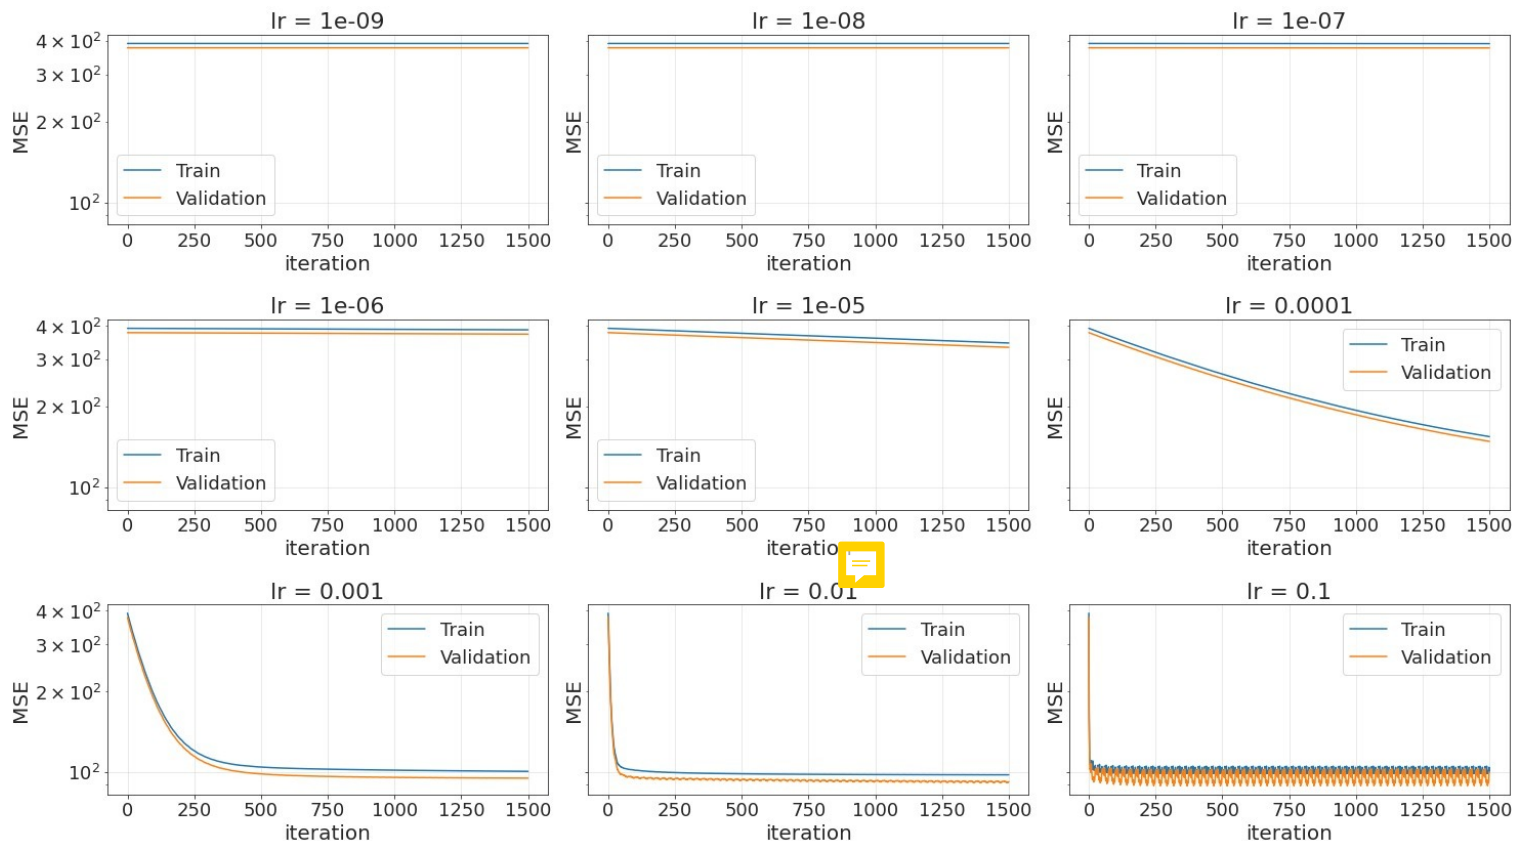 lr = 1e-09
lr = 1e-08
lr = 1e-07
4 × 10²
3 × 10²
2 × 10²
10²
MSE
MSE
MSE
Train
Validation
Train
Validation
Train
Validation
0 250 500 750 1000 1250 1500
0 250 500 750 1000 1250 1500
0 250 500 750 1000 1250 1500
iteration
iteration
iteration
lr = 1e-06
lr = 1e-05
lr = 0.0001
4 × 10²
3 × 10²
2 × 10²
10²
MSE
MSE
MSE
Train
Validation
Train
Validation
Train
Validation
0 250 500 750 1000 1250 1500
0 250 500 750 1000 1250 1500
0 250 500 750 1000 1250 1500
iteration
iteration
iteration
lr = 0.001
lr = 0.01
lr = 0.1
4 × 10²
3 × 10²
2 × 10²
10²
MSE
MSE
MSE
Train
Validation
Train
Validation
Train
Validation
0 250 500 750 1000 1250 1500
0 250 500 750 1000 1250 1500
0 250 500 750 1000 1250 1500
iteration
iteration
iteration